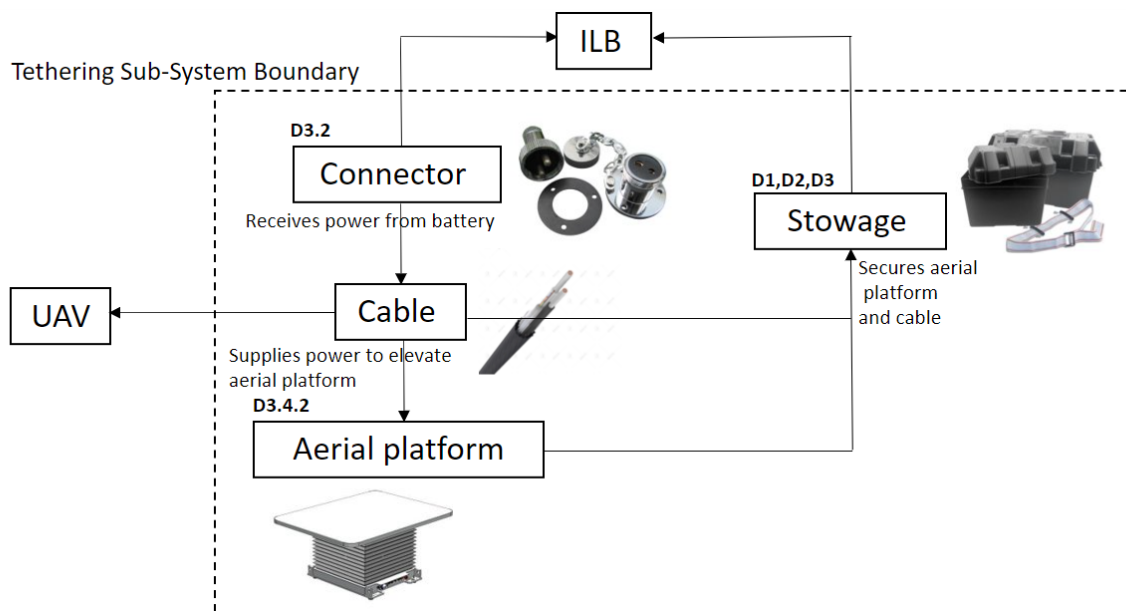 ILB
Tethering Sub-System Boundary
D3.2
Connector
Receives power from battery
D1,D2,D3
Stowage
Secures aerial
platform
and cable
UAV
Cable
Supplies power to elevate
aerial platform
D3.4.2
Aerial platform